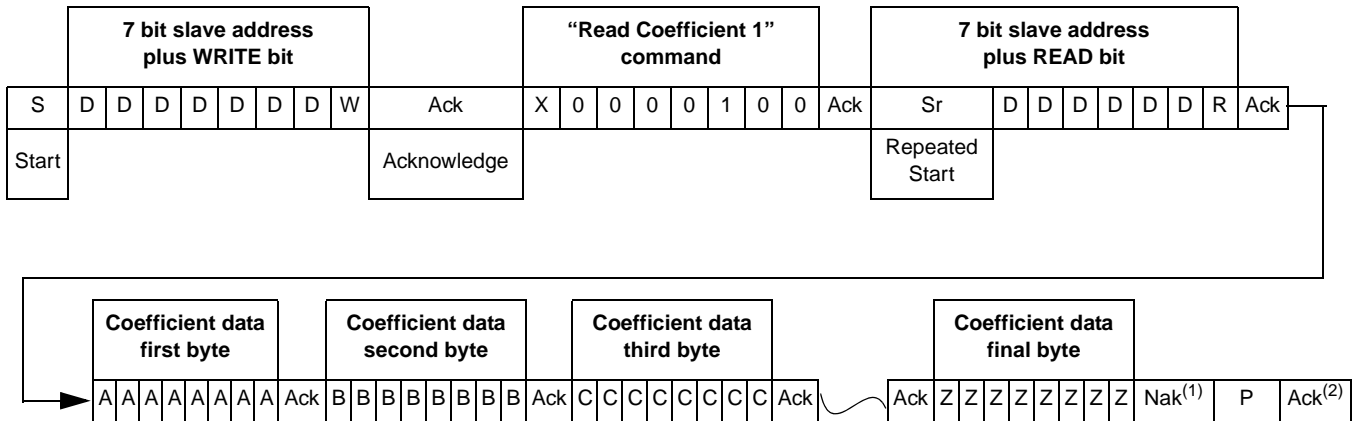 7 bit slave address plus WRITE bit
“Read Coefficient 1” command
7 bit slave address plus READ bit
S D D D D D D D W Ack X 0 0 0 0 1 0 0 Ack Sr D D D D D D R Ack
Start Acknowledge Repeated Start
Coefficient data first byte
Coefficient data second byte
Coefficient data third byte
Coefficient data final byte
A A A A A A A A Ack B B B B B B B B Ack C C C C C C C C Ack Ack Z Z Z Z Z Z Z Z Nak(1) P Ack(2)